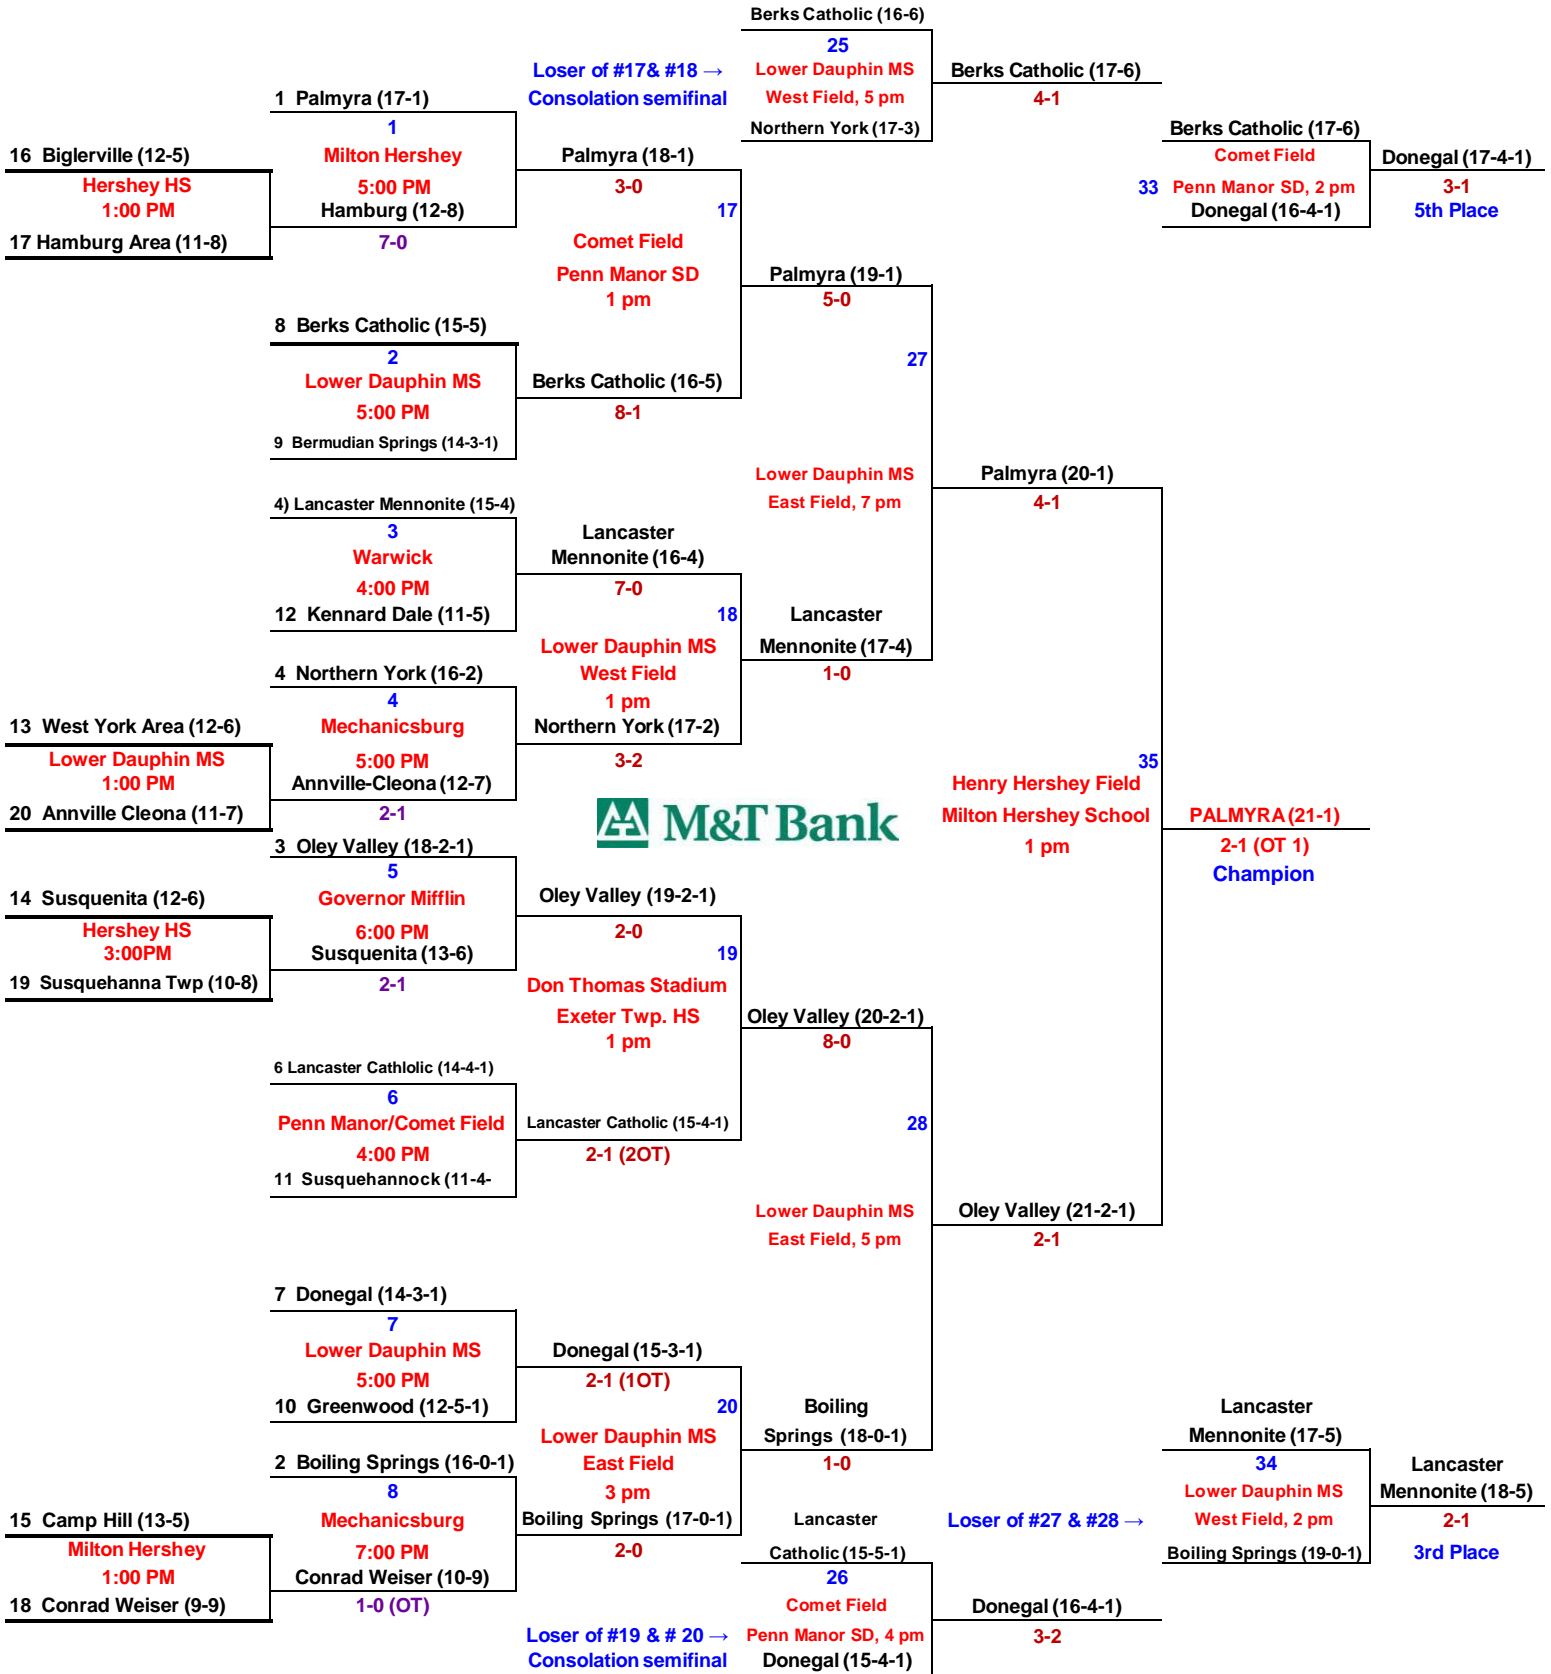 Berks Catholic (16-6)
25
Loser of #17& #18 →
Consolation semifinal
Lower Dauphin MS
West Field, 5 pm
Northern York (17-3)
Berks Catholic (17-6)
4-1
Berks Catholic (17-6)
Comet Field
33 Penn Manor SD, 2 pm
Donegal (16-4-1)
Donegal (17-4-1)
3-1
5th Place
1 Palmyra (17-1)
1
Milton Hershey
5:00 PM
Hamburg (12-8)
7-0
16 Biglerville (12-5)
Hershey HS
1:00 PM
17 Hamburg Area (11-8)
Palmyra (18-1)
3-0
17
Comet Field
Penn Manor SD
1 pm
Palmyra (19-1)
5-0
8 Berks Catholic (15-5)
2
Lower Dauphin MS
5:00 PM
9 Bermudian Springs (14-3-1)
Berks Catholic (16-5)
8-1
27
Lower Dauphin MS
East Field, 7 pm
Palmyra (20-1)
4-1
4) Lancaster Mennonite (15-4)
3
Warwick
4:00 PM
12 Kennard Dale (11-5)
Lancaster
Mennonite (16-4)
7-0
18
Lower Dauphin MS
West Field
1 pm
Lancaster
Mennonite (17-4)
1-0
4 Northern York (16-2)
4
Mechanicsburg
5:00 PM
Annville-Cleona (12-7)
2-1
13 West York Area (12-6)
Lower Dauphin MS
1:00 PM
20 Annville Cleona (11-7)
Northern York (17-2)
3-2
M&T Bank
35
Henry Hershey Field
Milton Hershey School
1 pm
PALMYRA (21-1)
2-1 (OT 1)
Champion
3 Oley Valley (18-2-1)
5
Governor Mifflin
6:00 PM
Susquenita (13-6)
2-1
14 Susquenita (12-6)
Hershey HS
3:00PM
19 Susquehanna Twp (10-8)
Oley Valley (19-2-1)
2-0
19
Don Thomas Stadium
Exeter Twp. HS
1 pm
Oley Valley (20-2-1)
8-0
6 Lancaster Cathlolic (14-4-1)
6
Penn Manor/Comet Field
4:00 PM
11 Susquehannock (11-4-
Lancaster Catholic (15-4-1)
2-1 (2OT)
28
Lower Dauphin MS
East Field, 5 pm
Oley Valley (21-2-1)
2-1
7 Donegal (14-3-1)
7
Lower Dauphin MS
5:00 PM
10 Greenwood (12-5-1)
Donegal (15-3-1)
2-1 (1OT)
20
Lower Dauphin MS
East Field
3 pm
Boiling
Springs (18-0-1)
1-0
2 Boiling Springs (16-0-1)
8
Mechanicsburg
7:00 PM
Conrad Weiser (10-9)
1-0 (OT)
15 Camp Hill (13-5)
Milton Hershey
1:00 PM
18 Conrad Weiser (9-9)
Boiling Springs (17-0-1)
2-0
Lancaster
Mennonite (17-5)
34
Loser of #27 & #28 →
Lower Dauphin MS
West Field, 2 pm
Boiling Springs (19-0-1)
Lancaster
Mennonite (18-5)
2-1
3rd Place
Lancaster
Catholic (15-5-1)
26
Comet Field
Loser of #19 & # 20 →
Consolation semifinal
Penn Manor SD, 4 pm
Donegal (15-4-1)
Donegal (16-4-1)
3-2